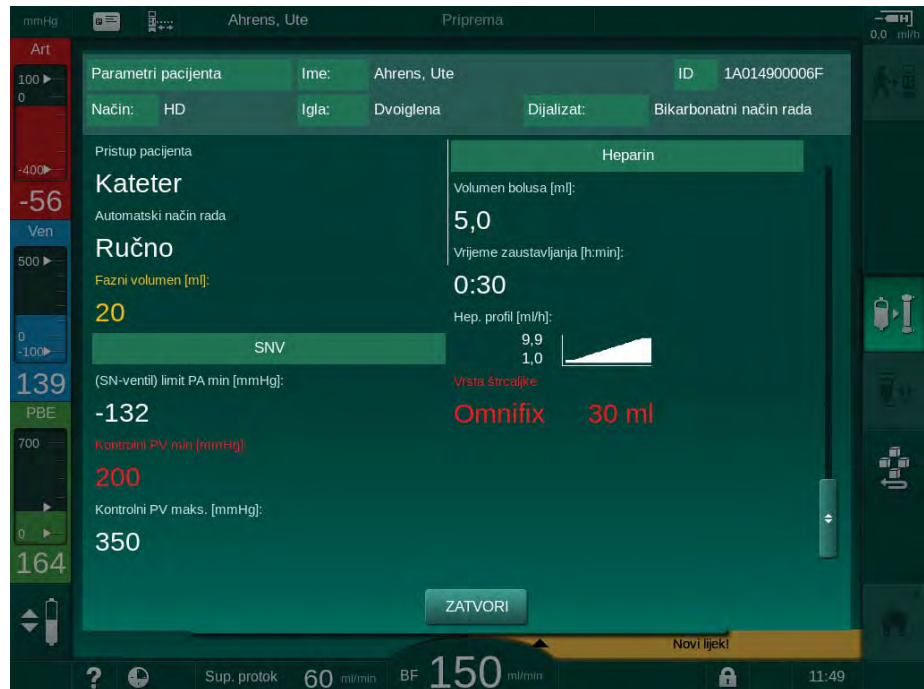 mmHg Ahrens, Ute Priprema 0,0 ml/h
Art
100
0
-400
-56
Ven
500
0
-100
139
PBE
700
0
164
Parametri pacijenta Ime: Ahrens, Ute ID 1A014900006F
Način: HD Igla: Dvoiglena Dijalizat: Bikarbonatni način rada
Pristup pacijenta
Kateter
Automatski način rada
Ručno
Fazni volumen [ml]:
20
SNV
(SN-ventil) limit PA min [mmHg]:
-132
Kontrolni PV min [mmHg]:
200
Kontrolni PV maks. [mmHg]:
350
Heparin
Volumen bolusa [ml]:
5,0
Vrijeme zaustavljanja [h:min]:
0:30
Hep. profil [ml/h]:
9,9
1,0
Vrsta štrcaljke
Omnifix 30 ml
ZATVORI
Novi lijek!
? Sup. protok 60 ml/min BF 150 ml/min 11:49